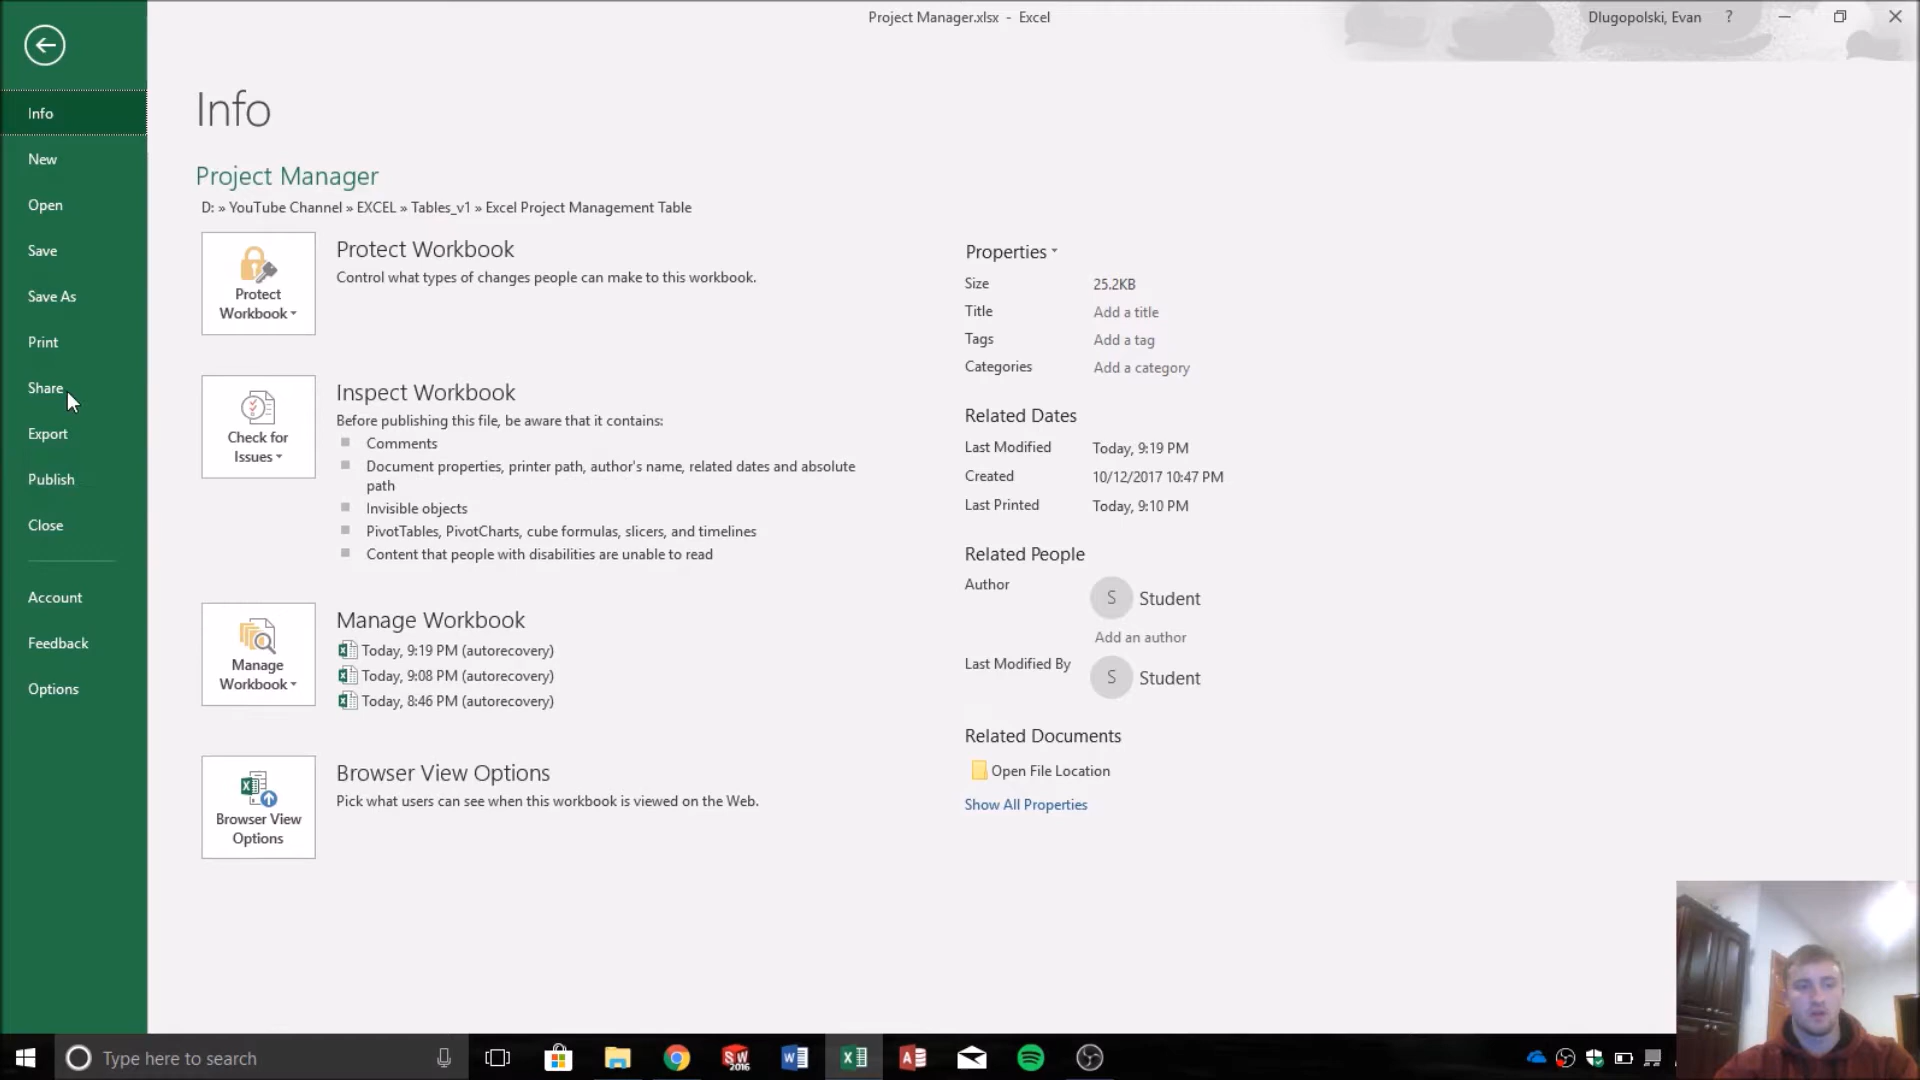 Project Manager.xlsx - Excel
Dlugopolski, Evan
?
Info
New
Open
Save
Save As
Print
Share
Export
Publish
Close
Account
Feedback
Options
Info
Project Manager
D: » YouTube Channel » EXCEL » Tables_v1 » Excel Project Management Table
Protect
Workbook
Protect Workbook
Control what types of changes people can make to this workbook.
Check for
Issues
Inspect Workbook
Before publishing this file, be aware that it contains:
Comments
Document properties, printer path, author's name, related dates and absolute
path
Invisible objects
PivotTables, PivotCharts, cube formulas, slicers, and timelines
Content that people with disabilities are unable to read
Manage
Workbook
Manage Workbook
Today, 9:19 PM (autorecovery)
Today, 9:08 PM (autorecovery)
Today, 8:46 PM (autorecovery)
Browser View
Options
Browser View Options
Pick what users can see when this workbook is viewed on the Web.
Properties
Size 25.2KB
Title Add a title
Tags Add a tag
Categories Add a category
Related Dates
Last Modified Today, 9:19 PM
Created 10/12/2017 10:47 PM
Last Printed Today, 9:10 PM
Related People
Author S Student
Add an author
Last Modified By S Student
Related Documents
Open File Location
Show All Properties
Type here to search
SW
2016